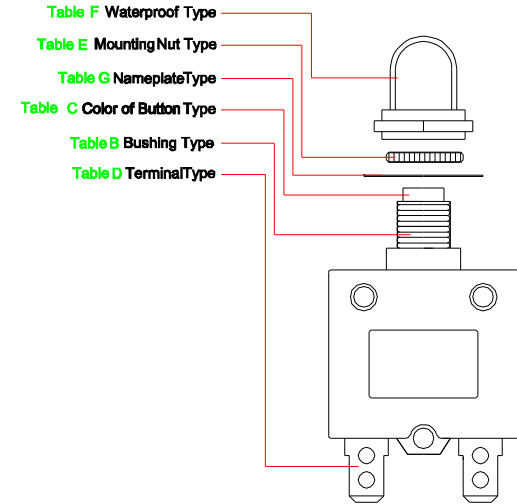 Table F Waterproof Type
Table E Mounting Nut Type
Table G NameplateType
Table C Color of Button Type
Table B Bushing Type
Table D TerminalType